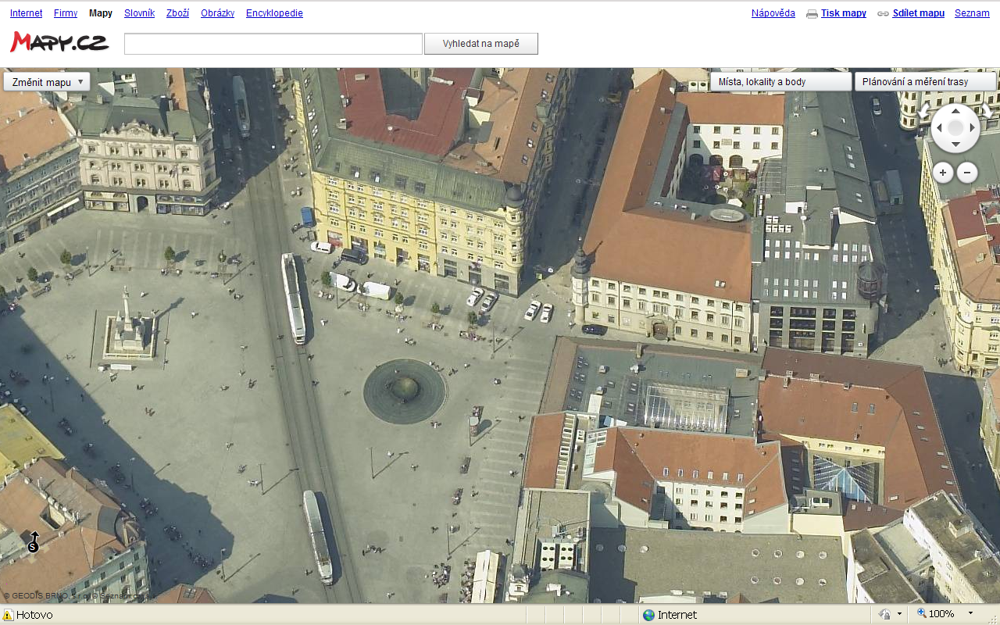 Internet Firmy Mapy Slovník Zboží Obrázky Encyklopedie Nápověda Tisk mapy Sdílet mapu Seznam
MAPY.CZ Vyhledat na mapě
Změnit mapu Místa, lokality a body Plánování a měření trasy
S
© GEODIS BRNO, s.r.o. © Seznam.cz, a.s.
Hotovo Internet 100%